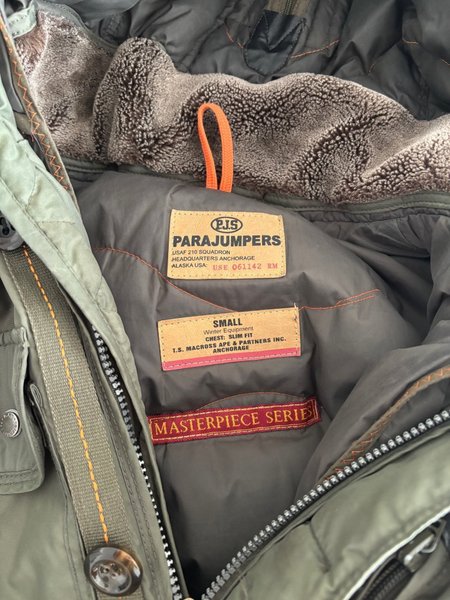 P.J.S
PARAJUMPERS
USAF 210 SQUADRON
HEADQUARTERS ANCHORAGE
ALASKA USA: USE 061142 RM
SMALL
Winter Equipment
CHEST: SLIM FIT
T.S. MACROSS APE & PARTNERS INC.
ANCHORAGE
MASTERPIECE SERIES